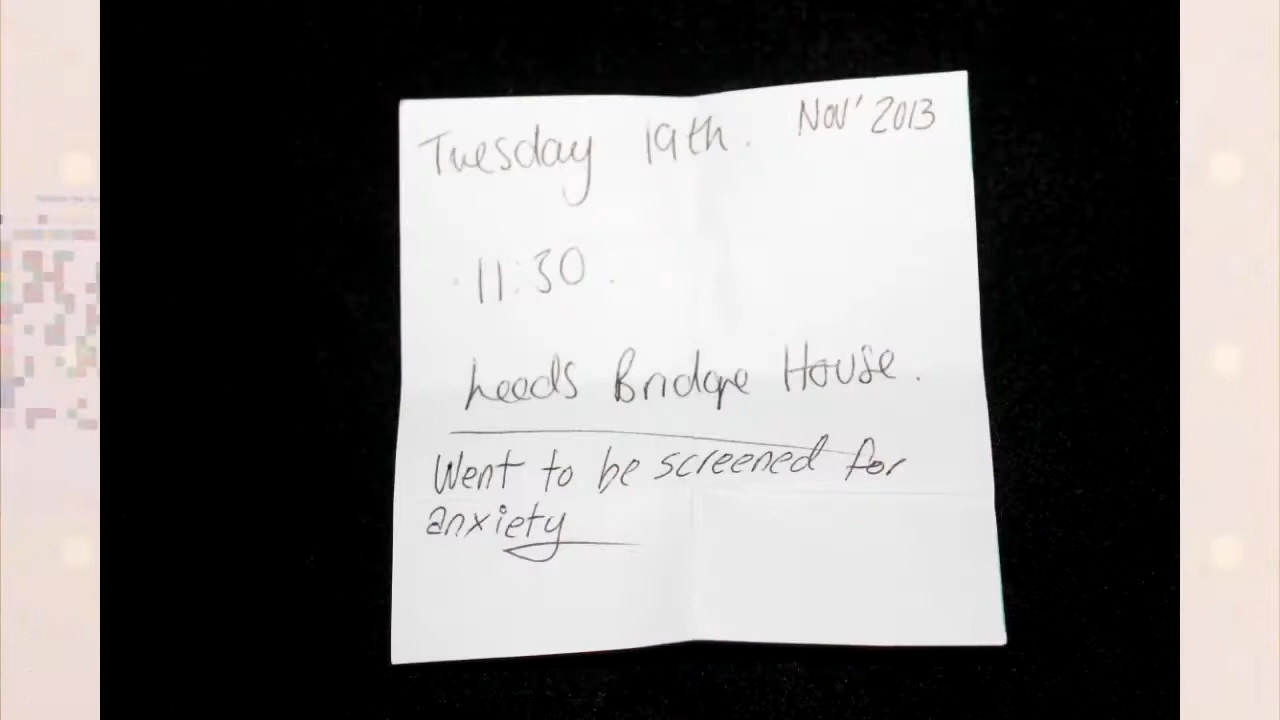 Tuesday 19th. Nov' 2013
11:30.
Leeds Bridge House.
Went to be screened for
anxiety